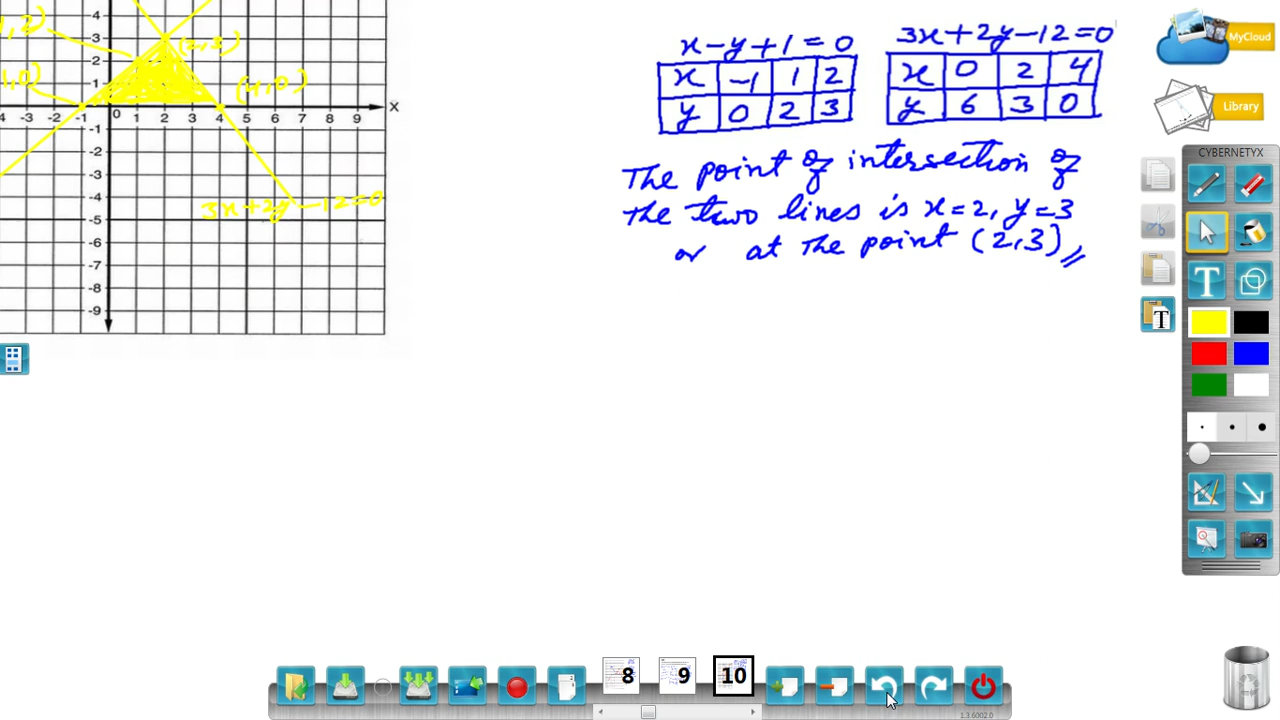 4
3
2
1
4 -3 -2 -1 0 1 2 3 4 5 6 7 8 9 X
-1
-2
-4
-5
-6
-7
-8
-9
,2)
(2,3)
,0)
(4,0)
3x+2y-12=0
x-y+1=0
x -1 1 2
y 0 2 3
3x+2y-12=0
x 0 2 4
y 6 3 0
The point of intersection of
the two lines is x=2, y=3
or at the point (2,3)
MyCloud
Library
CYBERNETYX
T
T
8 9 10
1.3.6002.0